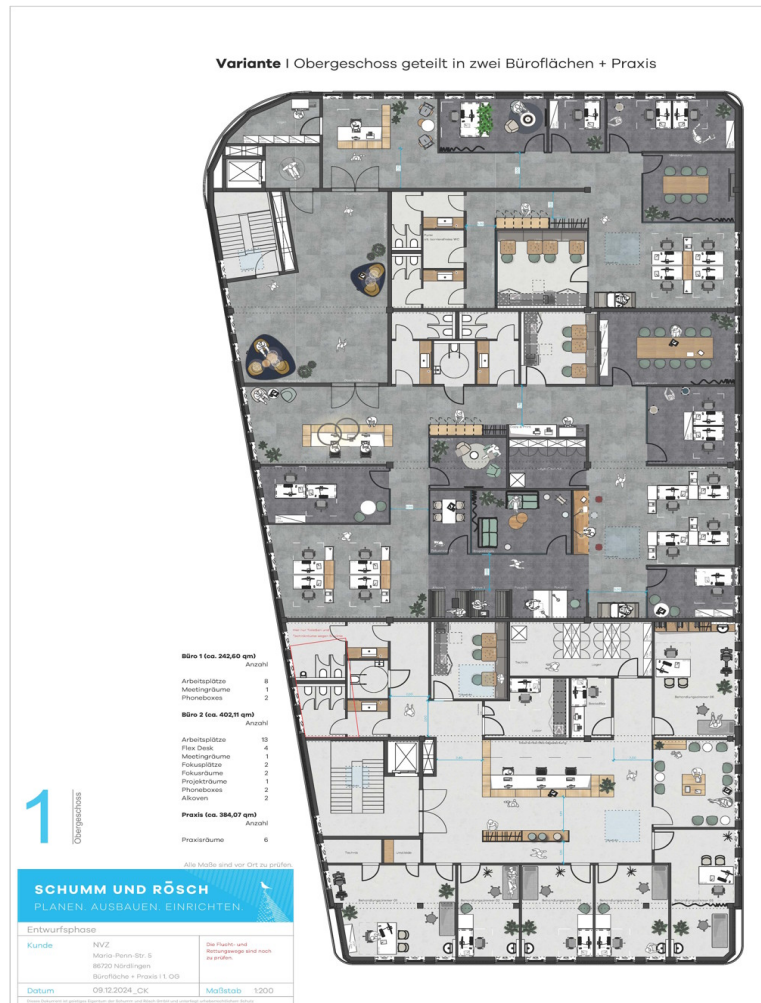 Variante I Obergeschoss geteilt in zwei Büroflächen + Praxis
Büro 1 (ca. 242,60 qm)
Anzahl
Arbeitsplätze 8
Meetingräume 1
Phoneboxes 2
Büro 2 (ca. 402,11 qm)
Anzahl
Arbeitsplätze 13
Flex Desk 4
Meetingräume 1
Fokusplätze 2
Fokusräume 2
Projekträume 1
Phoneboxes 2
Alkoven 2
Praxis (ca. 384,07 qm)
Anzahl
Praxisräume 6
1
Obergeschoss
Alle Maße sind vor Ort zu prüfen.
SCHUMM UND RÖSCH
PLANEN. AUSBAUEN. EINRICHTEN.
Entwurfsphase
Kunde NVZ
Maria-Penn-Str. 5
86720 Nördlingen
Bürofläche + Praxis I 1. OG
Die Flucht- und
Rettungswege sind noch
zu prüfen.
Datum 09.12.2024_CK
Maßstab 1:200